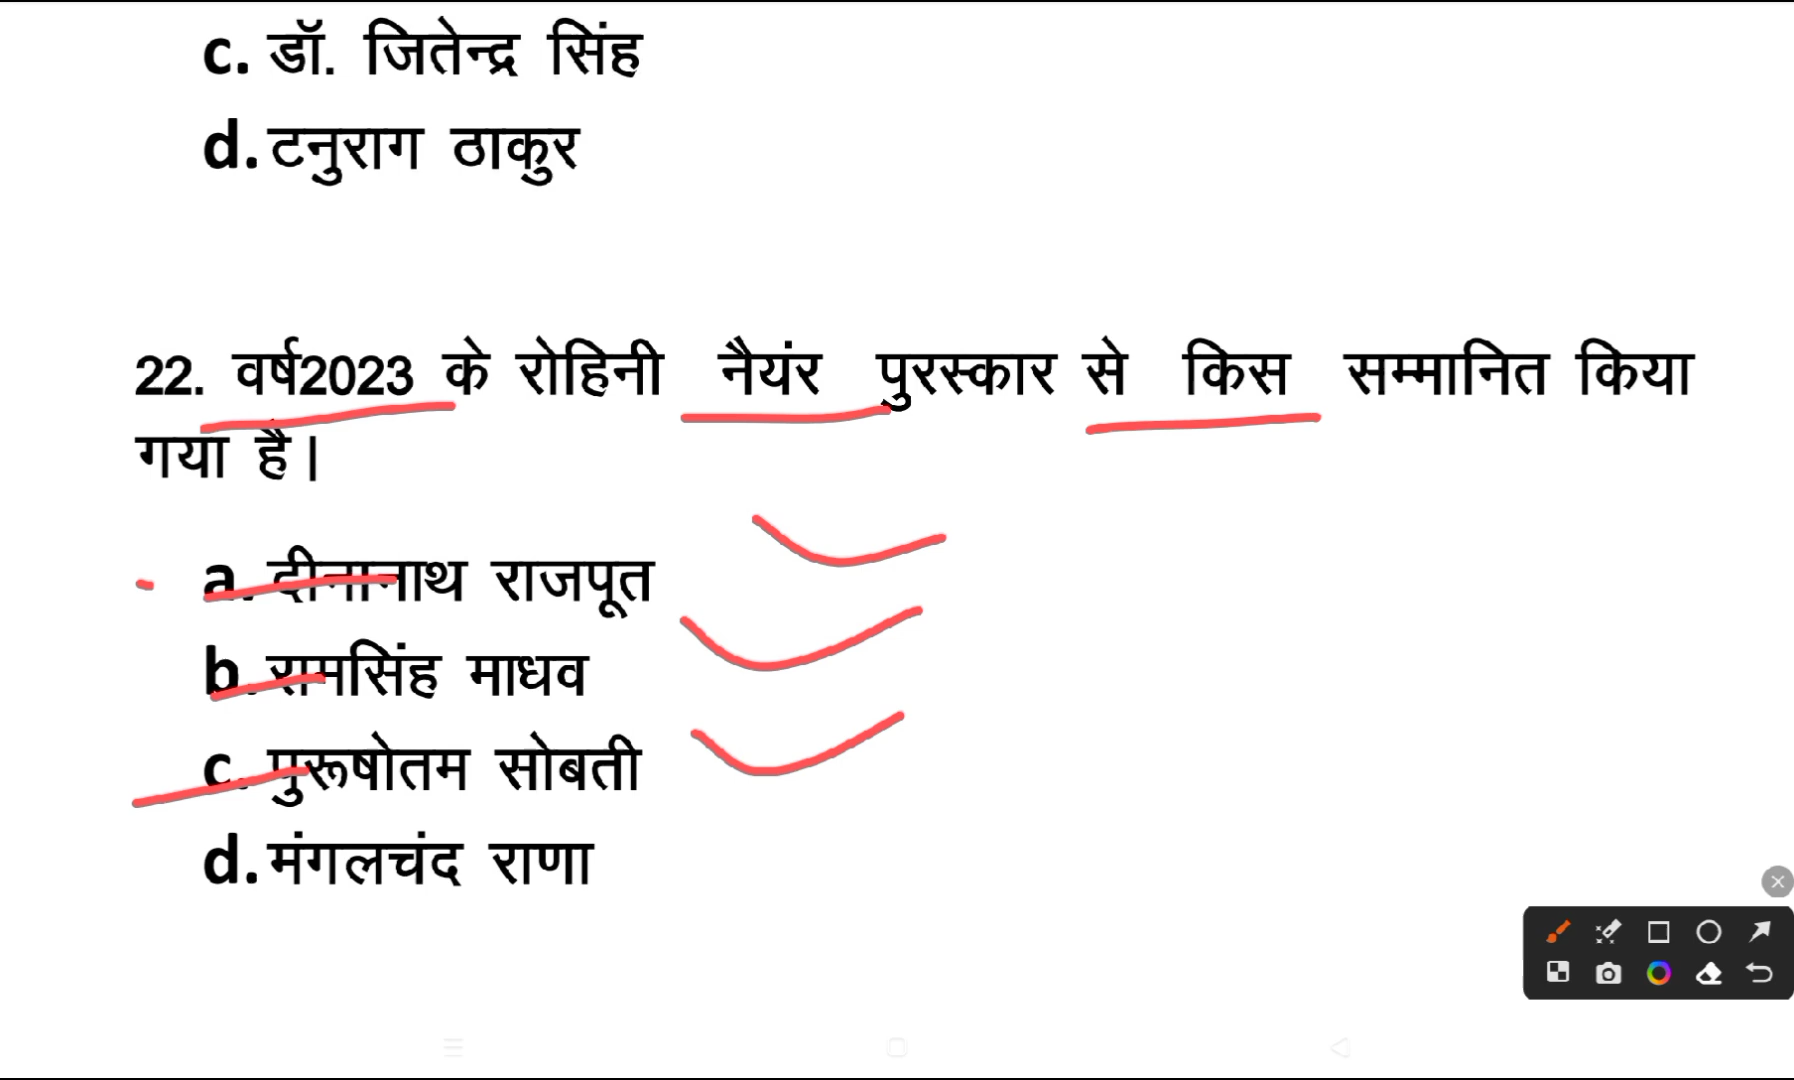 c. डॉ. जितेन्द्र सिंह
d. टनुराग ठाकुर
22. वर्ष2023 के रोहिनी नैयंर पुरस्कार से किस सम्मानित किया
गया है।
a. दीनानाथ राजपूत
b. रामसिंह माधव
c. पुरूषोतम सोबती
d. मंगलचंद राणा